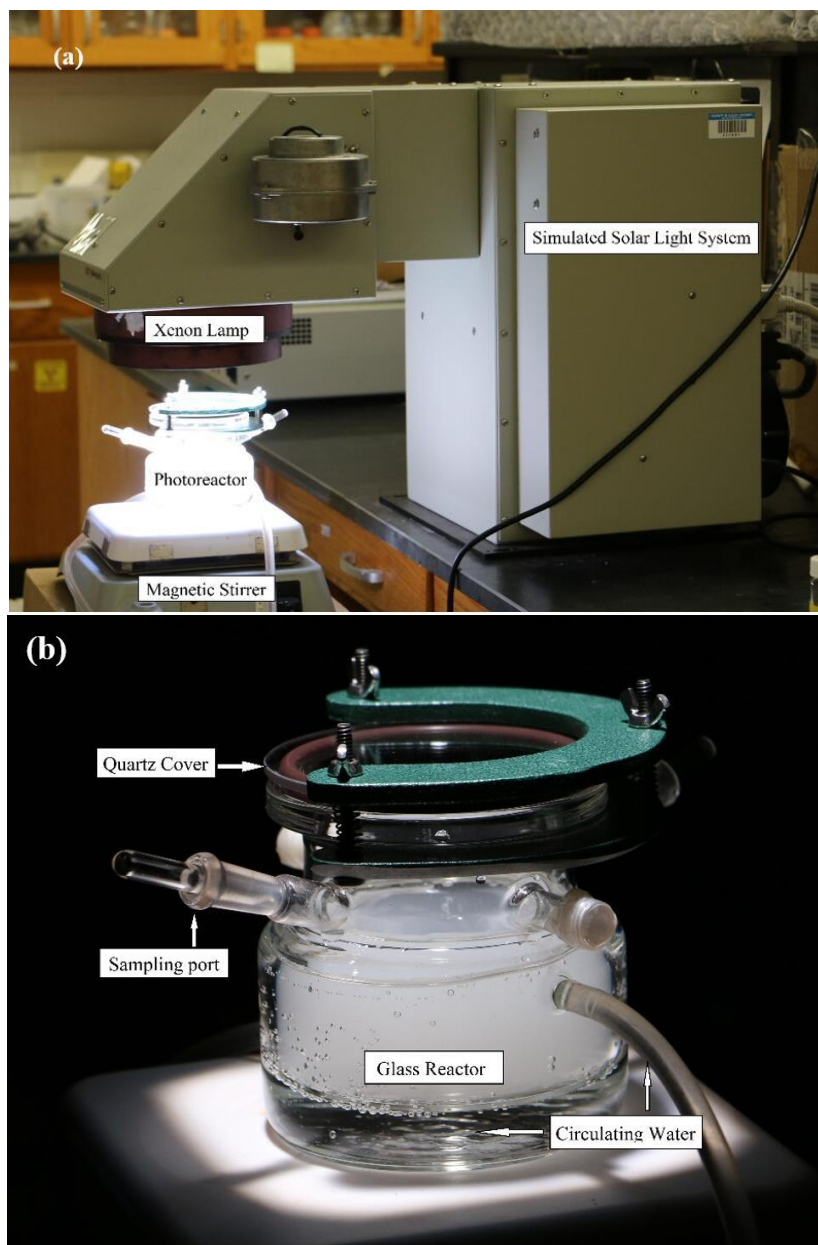 (a)
Simulated Solar Light System
Xenon Lamp
Photoreactor
Magnetic Stirrer
(b)
Quartz Cover
Sampling port
Glass Reactor
Circulating Water